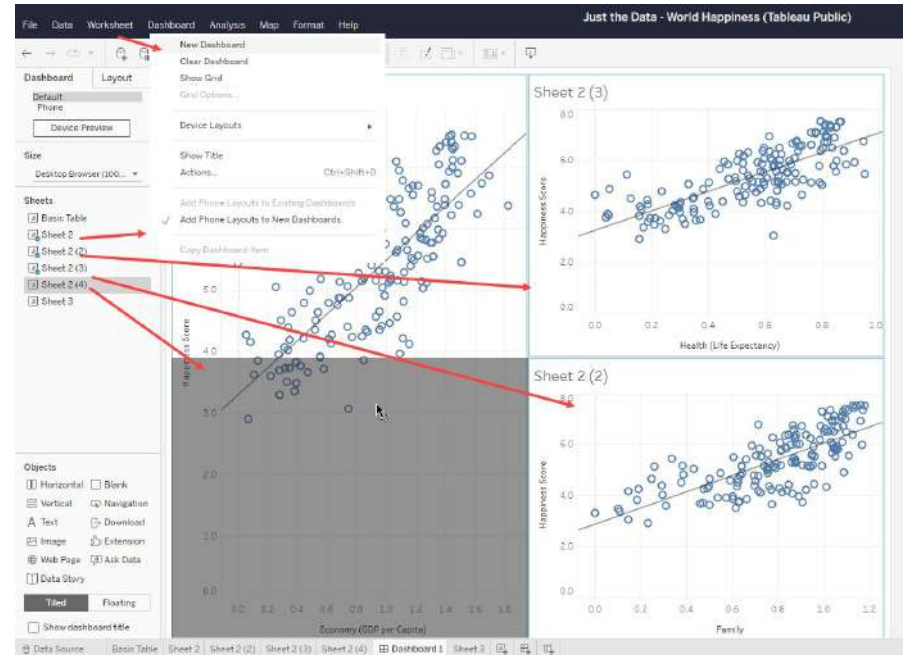 Just the Data - World Happiness (Tableau Public)
File Data Worksheet Dashboard Analysis Map Format Help
New Dashboard
Clear Dashboard
Show Grid
Grid Options...
Device Layouts
Show Title
Actions... Ctrl+Shift+D
Add Phone Layouts to Existing Dashboards
Add Phone Layouts to New Dashboards
Copy Dashboard Item
Dashboard Layout
Default
Phone
Device Preview
Size
Desktop Browser (100...
Sheets
Basic Table
Sheet 2
Sheet 2 (2)
Sheet 2 (3)
Sheet 2 (4)
Sheet 3
Objects
Horizontal Blank
Vertical Navigation
Text Download
Image Extension
Web Page Ask Data
Data Story
Tiled Floating
Show dashboard title
5.0
4.0
3.0
2.0
1.0
0.0
Happiness Score
0.0 0.2 0.4 0.6 0.8 1.0 1.2 1.4 1.6 1.8
Economy (GDP per Capita)
Sheet 2 (3)
8.0
6.0
4.0
2.0
0.0
Happiness Score
0.0 0.2 0.4 0.6 0.8 1.0
Health (Life Expectancy)
Sheet 2 (2)
8.0
6.0
4.0
2.0
0.0
Happiness Score
0.0 0.2 0.4 0.6 0.8 1.0 1.2
Family
Data Source Basic Table Sheet 2 Sheet 2 (2) Sheet 2 (3) Sheet 2 (4) Dashboard 1 Sheet 3